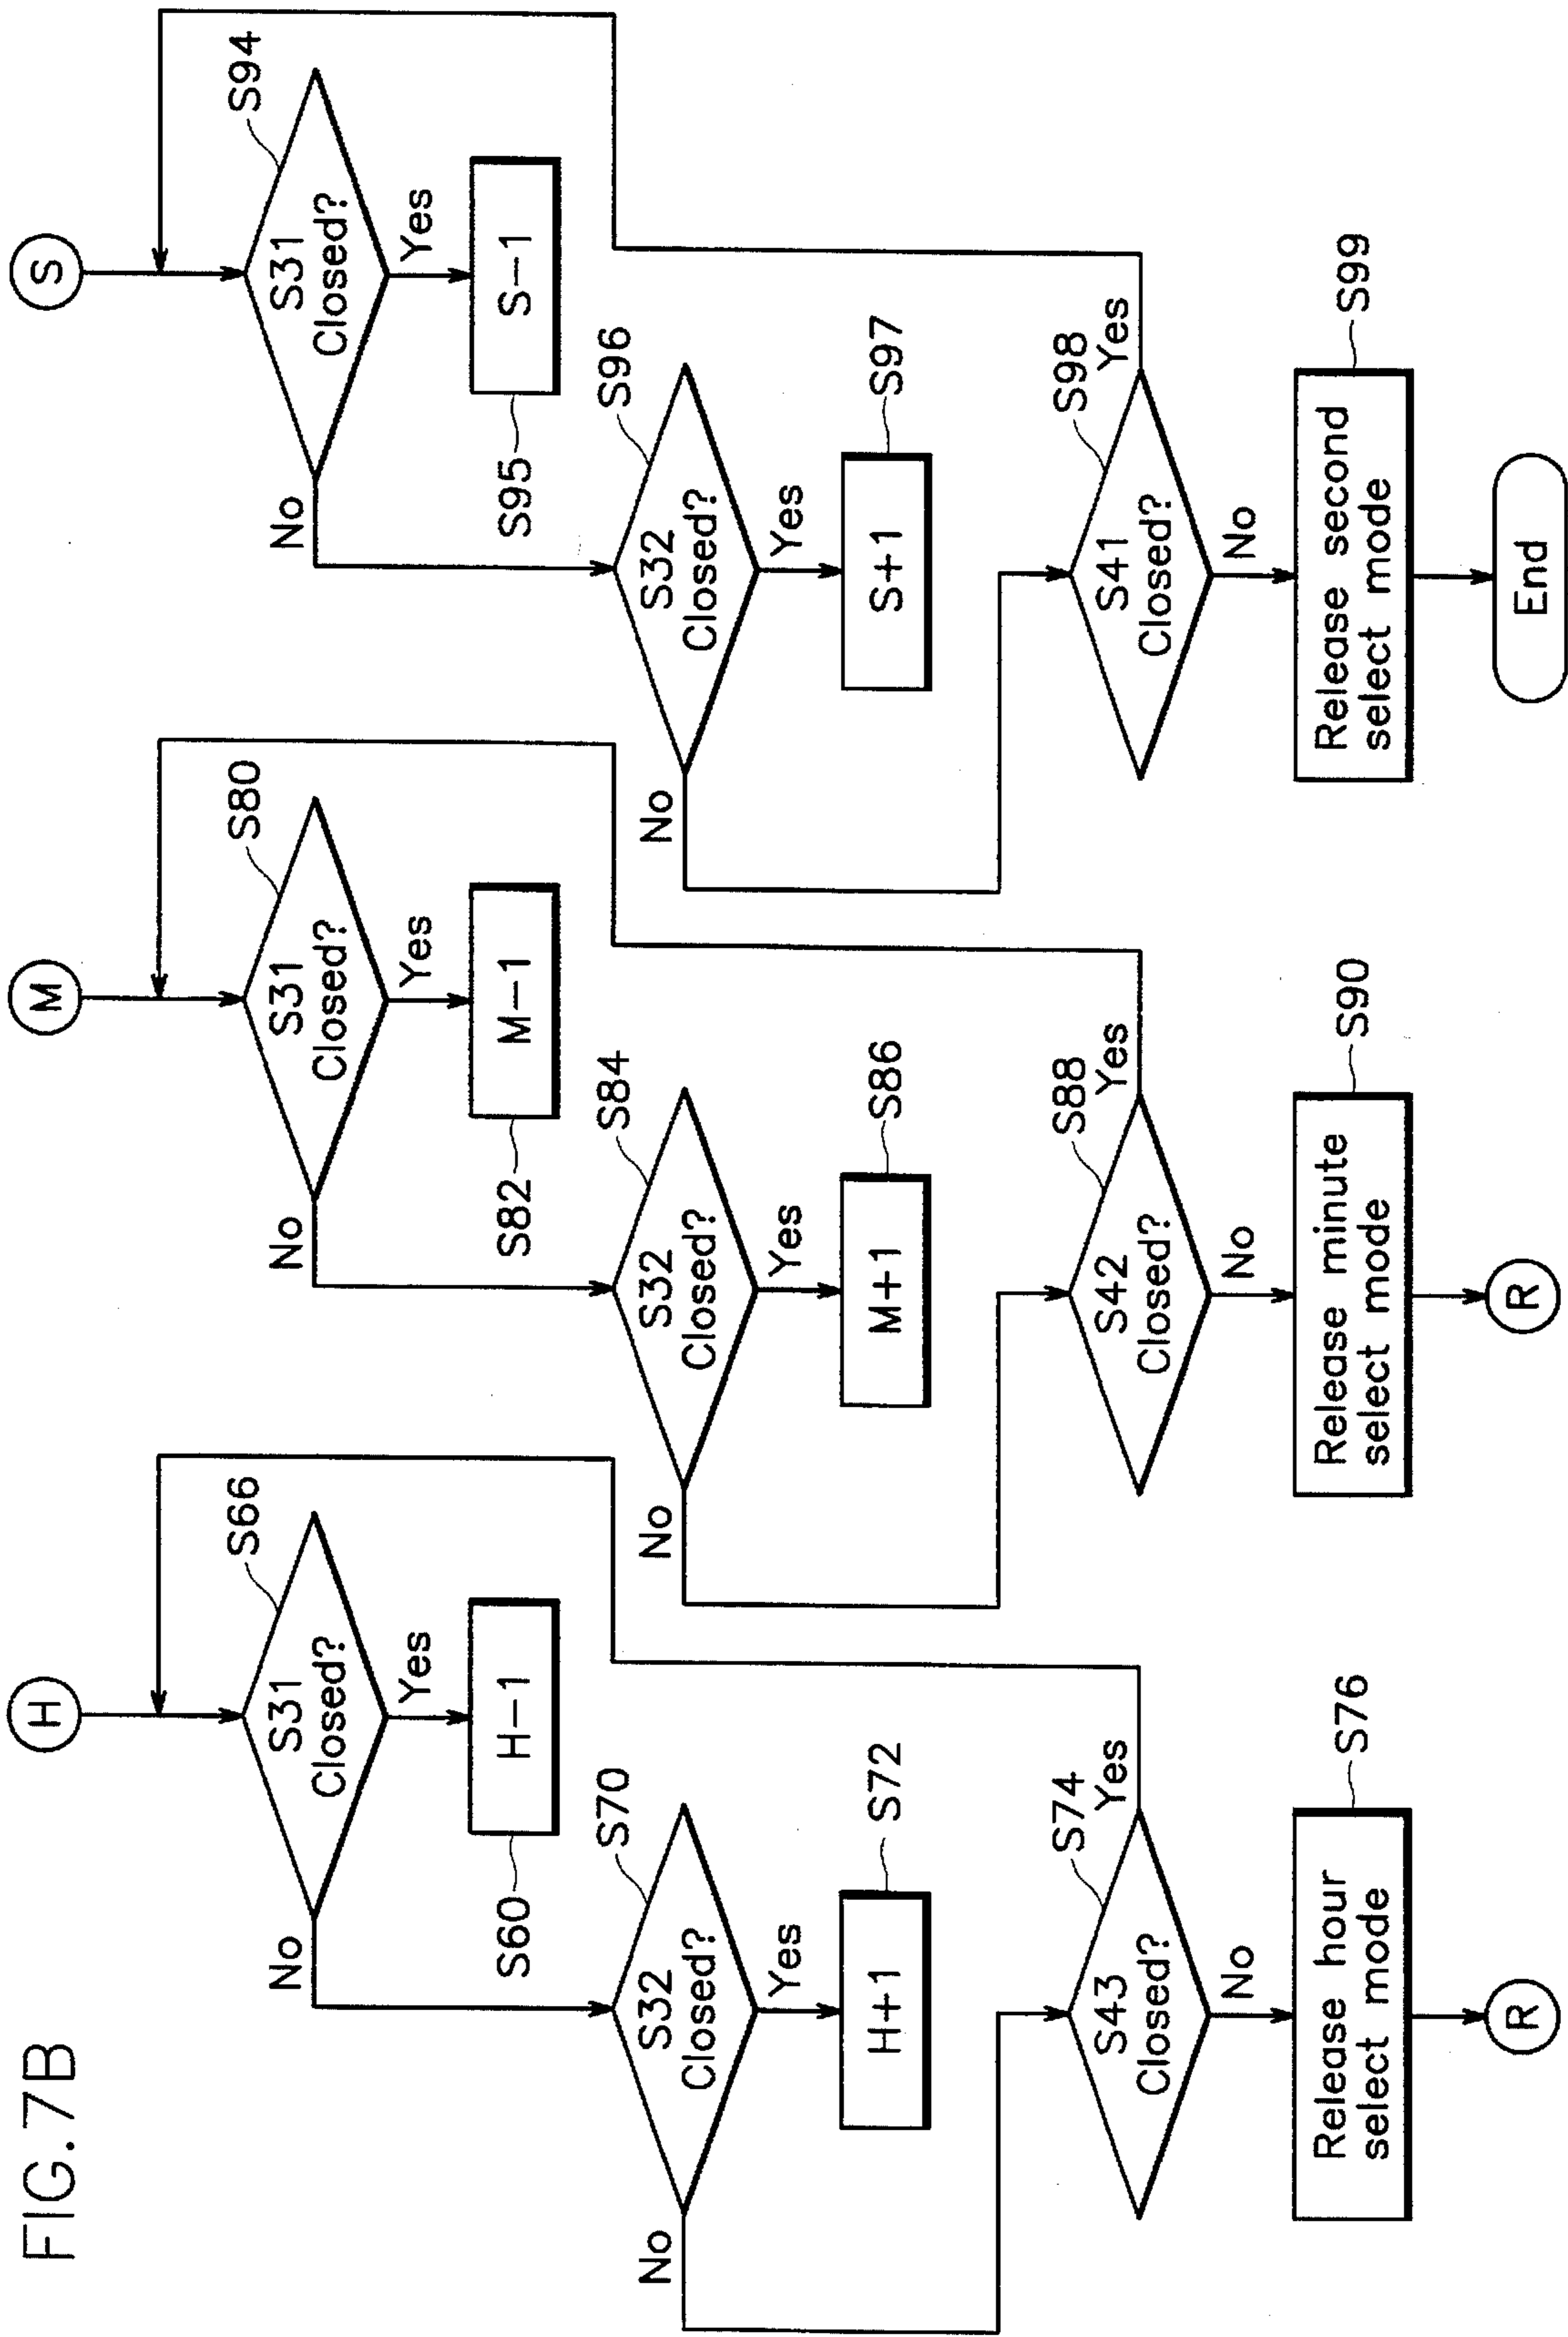 FIG.7B
H
S31
Closed?
S66
No
Yes
H−1
S60
S32
Closed?
S70
No
Yes
H+1
S72
S43
Closed?
S74
Yes
No
Release hour
select mode
S76
R
M
S31
Closed?
S80
No
Yes
M−1
S82
S32
Closed?
S84
No
Yes
M+1
S86
S42
Closed?
S88
Yes
No
Release minute
select mode
S90
R
S
S31
Closed?
S94
No
Yes
S−1
S95
S32
Closed?
S96
No
Yes
S+1
S97
S41
Closed?
S98
Yes
No
Release second
select mode
S99
End